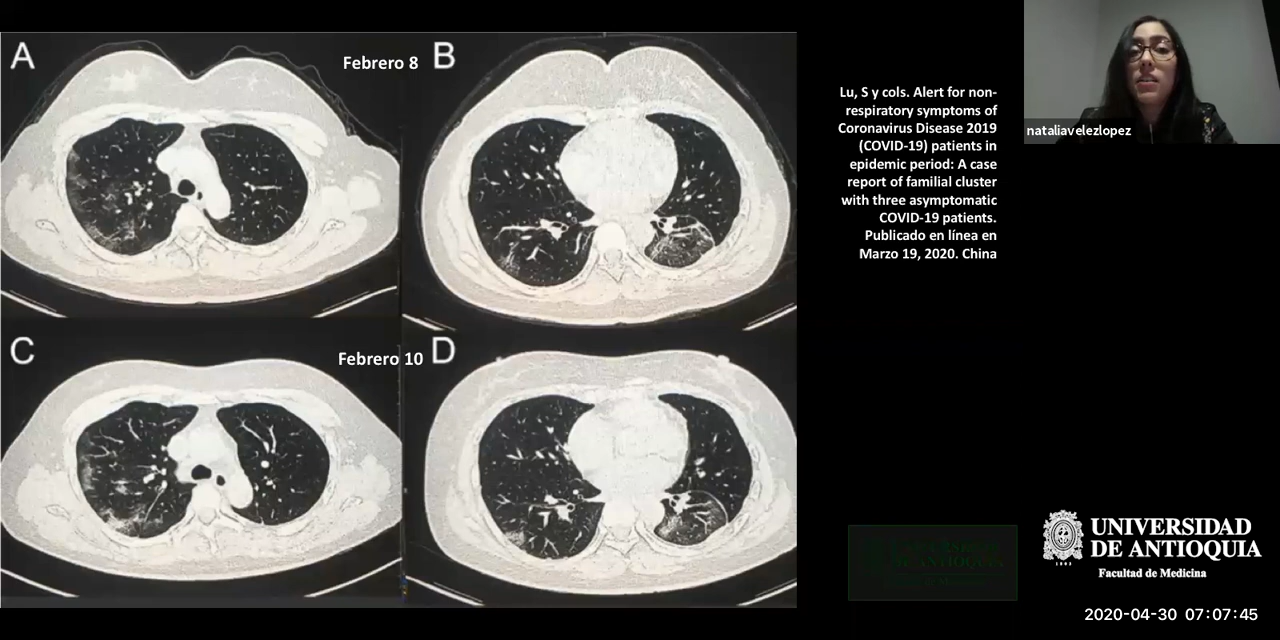 A
Febrero 8
B
C
Febrero 10
D
Lu, S y cols. Alert for non-
respiratory symptoms of
Coronavirus Disease 2019
(COVID-19) patients in
epidemic period: A case
report of familial cluster
with three asymptomatic
COVID-19 patients.
Publicado en línea en
Marzo 19, 2020. China
nataliavelezlopez
UNIVERSIDAD
DE ANTIOQUIA
1803
Facultad de Medicina
2020-04-30 07:07:45